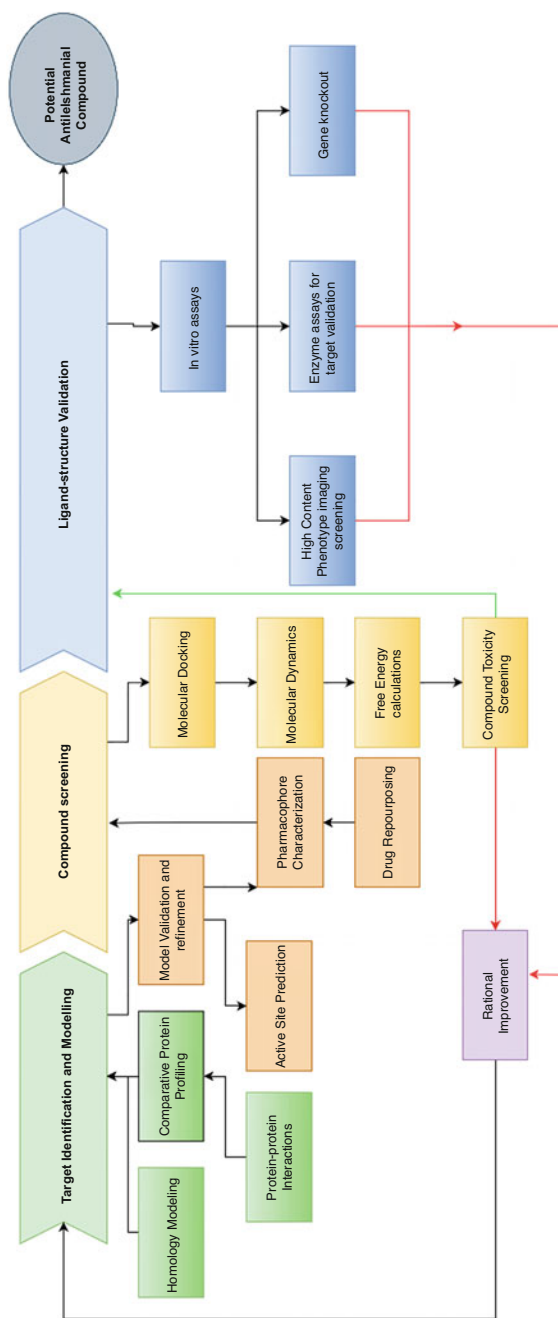 Target Identification and Modelling
Compound screening
Ligand-structure Validation
Potential
Antileishmanial
Compound
Homology Modeling
Comparative Protein
Profiling
Protein-protein
Interactions
Model Validation and
refinement
Active Site Prediction
Pharmacophore
Characterization
Drug Repourposing
Molecular Docking
Molecular Dynamics
Free Energy
calculations
Compound Toxicity
Screening
In vitro assays
High Content
Phenotype imaging
screening
Enzyme assays for
target validation
Gene knockout
Rational
Improvement